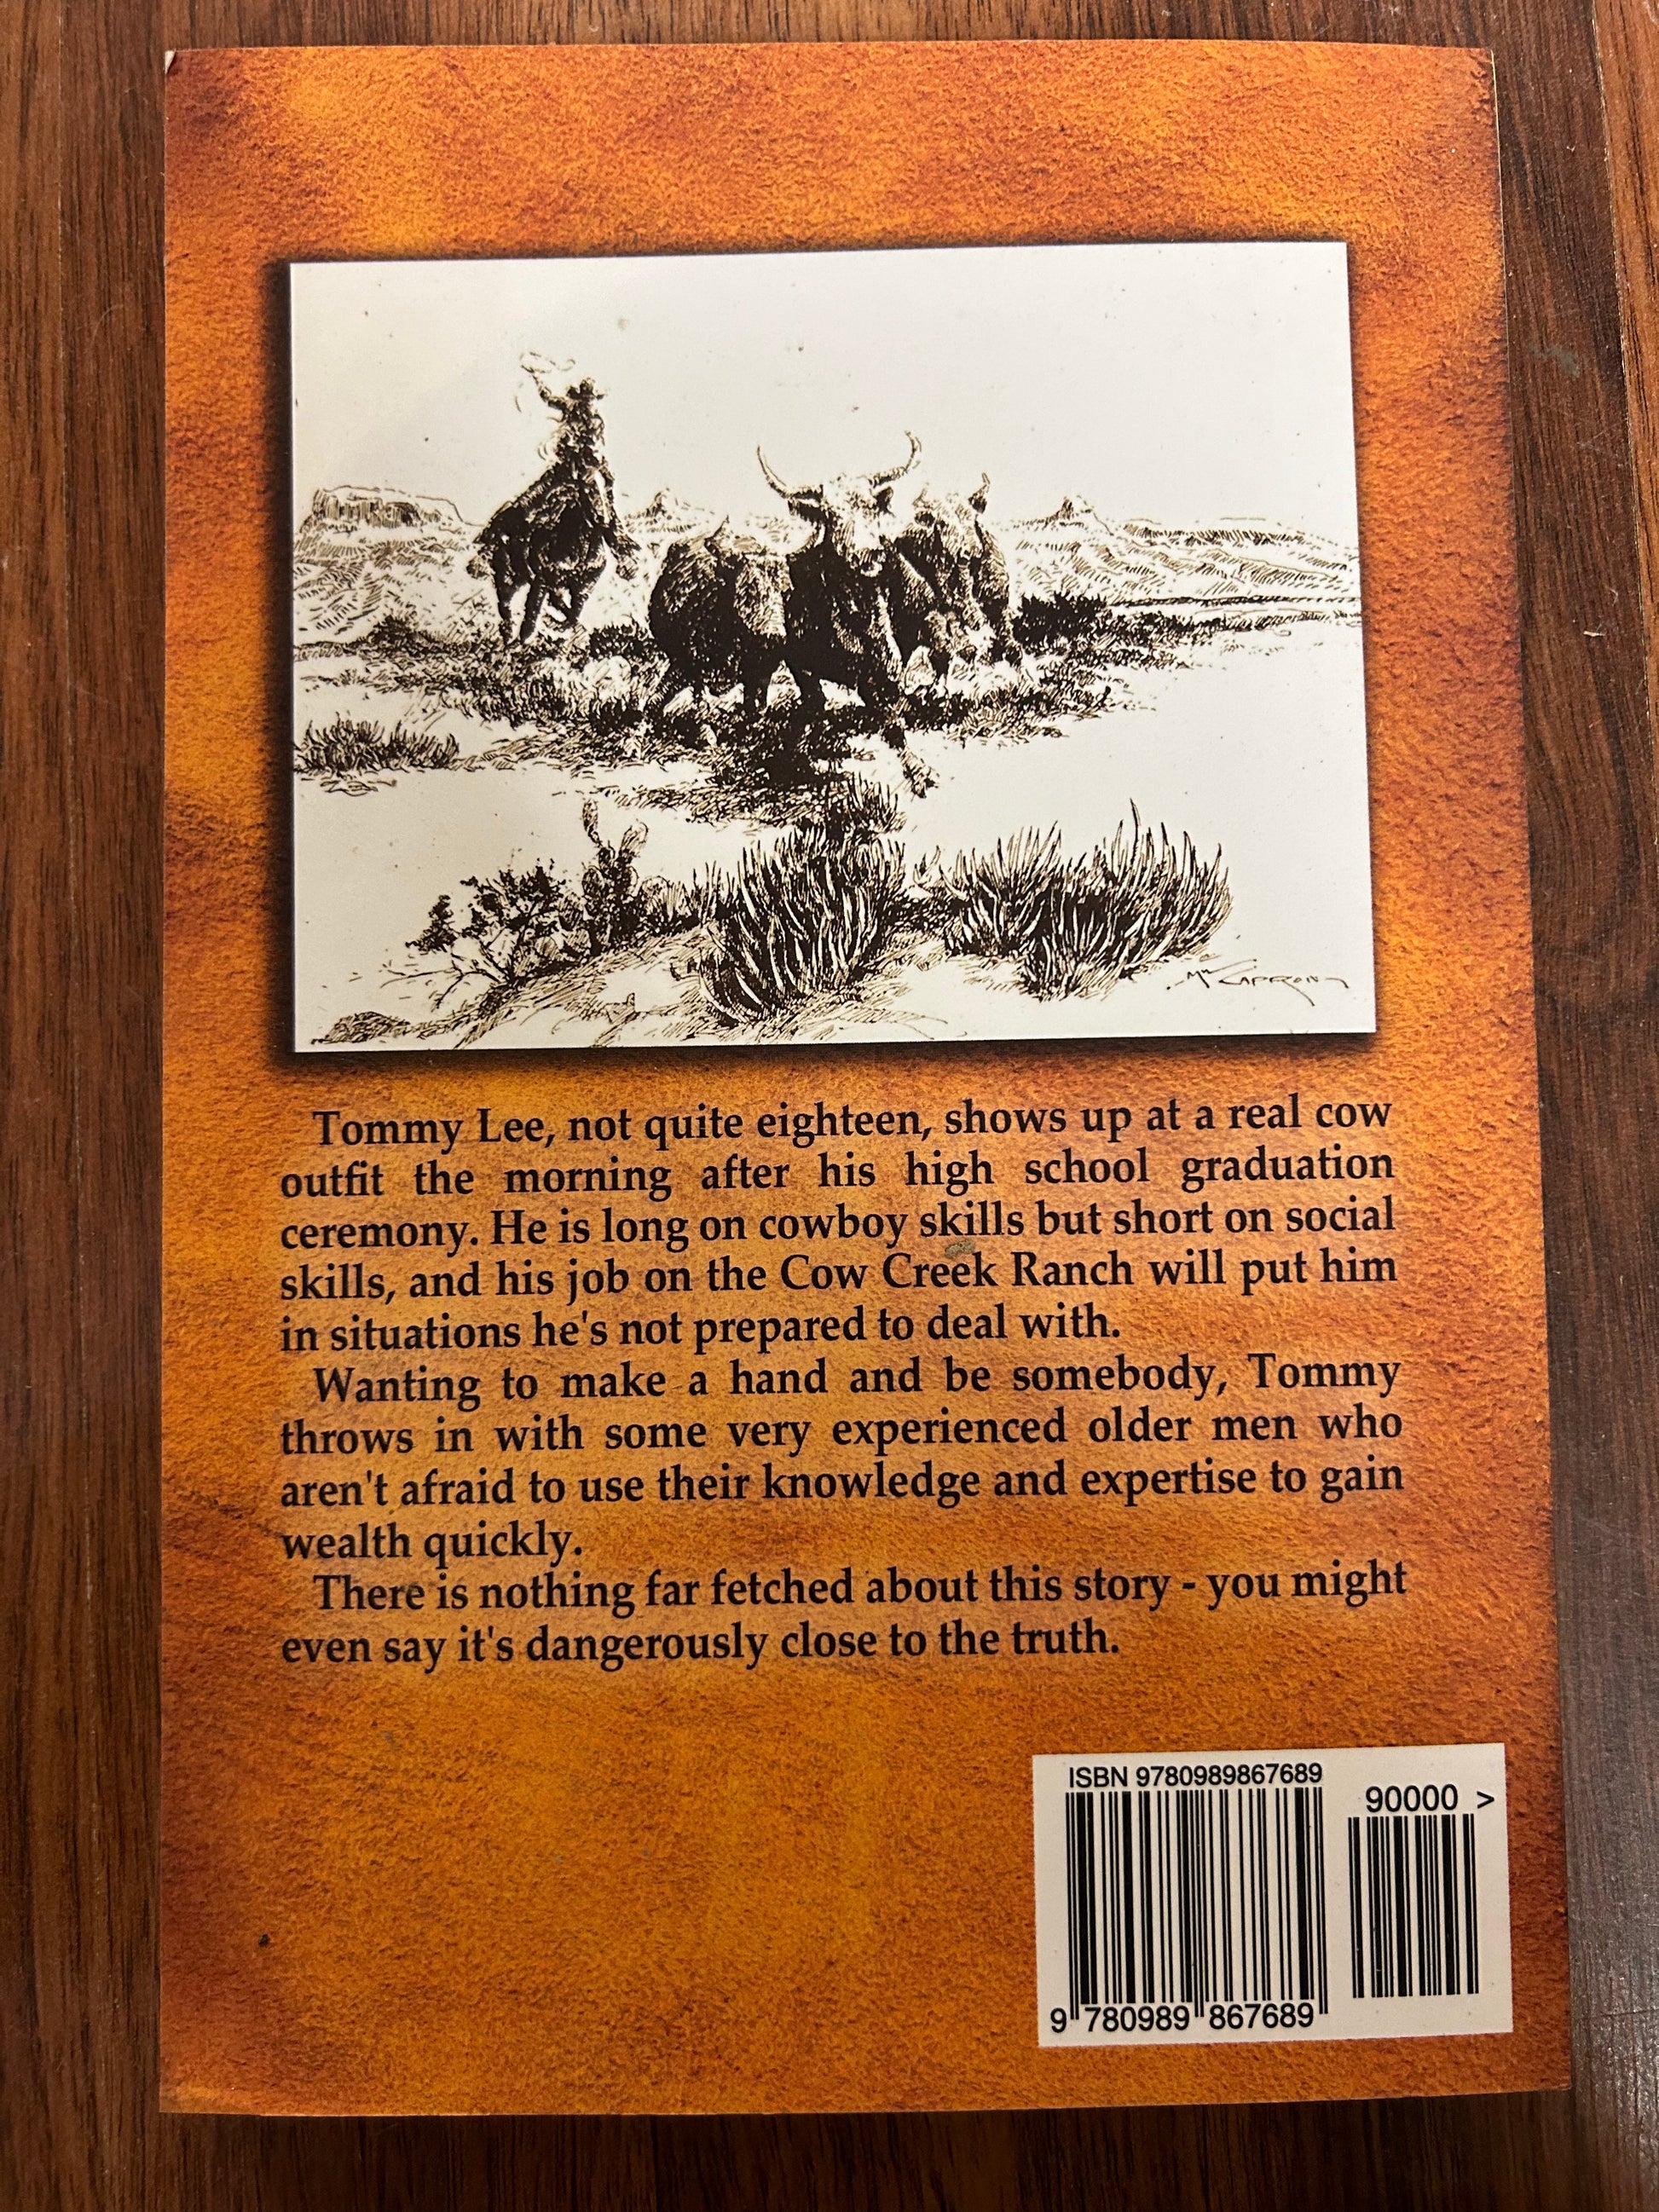 Mc CAPRON
Tommy Lee, not quite eighteen, shows up at a real cow
outfit the morning after his high school graduation
ceremony. He is long on cowboy skills but short on social
skills, and his job on the Cow Creek Ranch will put him
in situations he's not prepared to deal with.
Wanting to make a hand and be somebody, Tommy
throws in with some very experienced older men who
aren't afraid to use their knowledge and expertise to gain
wealth quickly.
There is nothing far fetched about this story - you might
even say it's dangerously close to the truth.
ISBN 9780989867689
90000 >
9 780989 867689